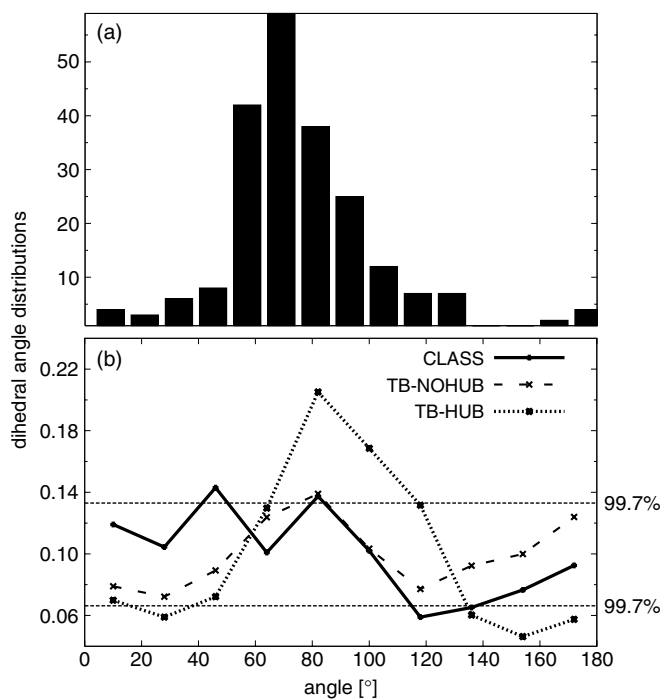 (a)
50
40
30
20
10
dihedral angle distributions
(b)
CLASS
TB-NOHUB
TB-HUB
0.22
0.18
0.14
0.10
0.06
99.7%
99.7%
0 20 40 60 80 100 120 140 160 180
angle [°]